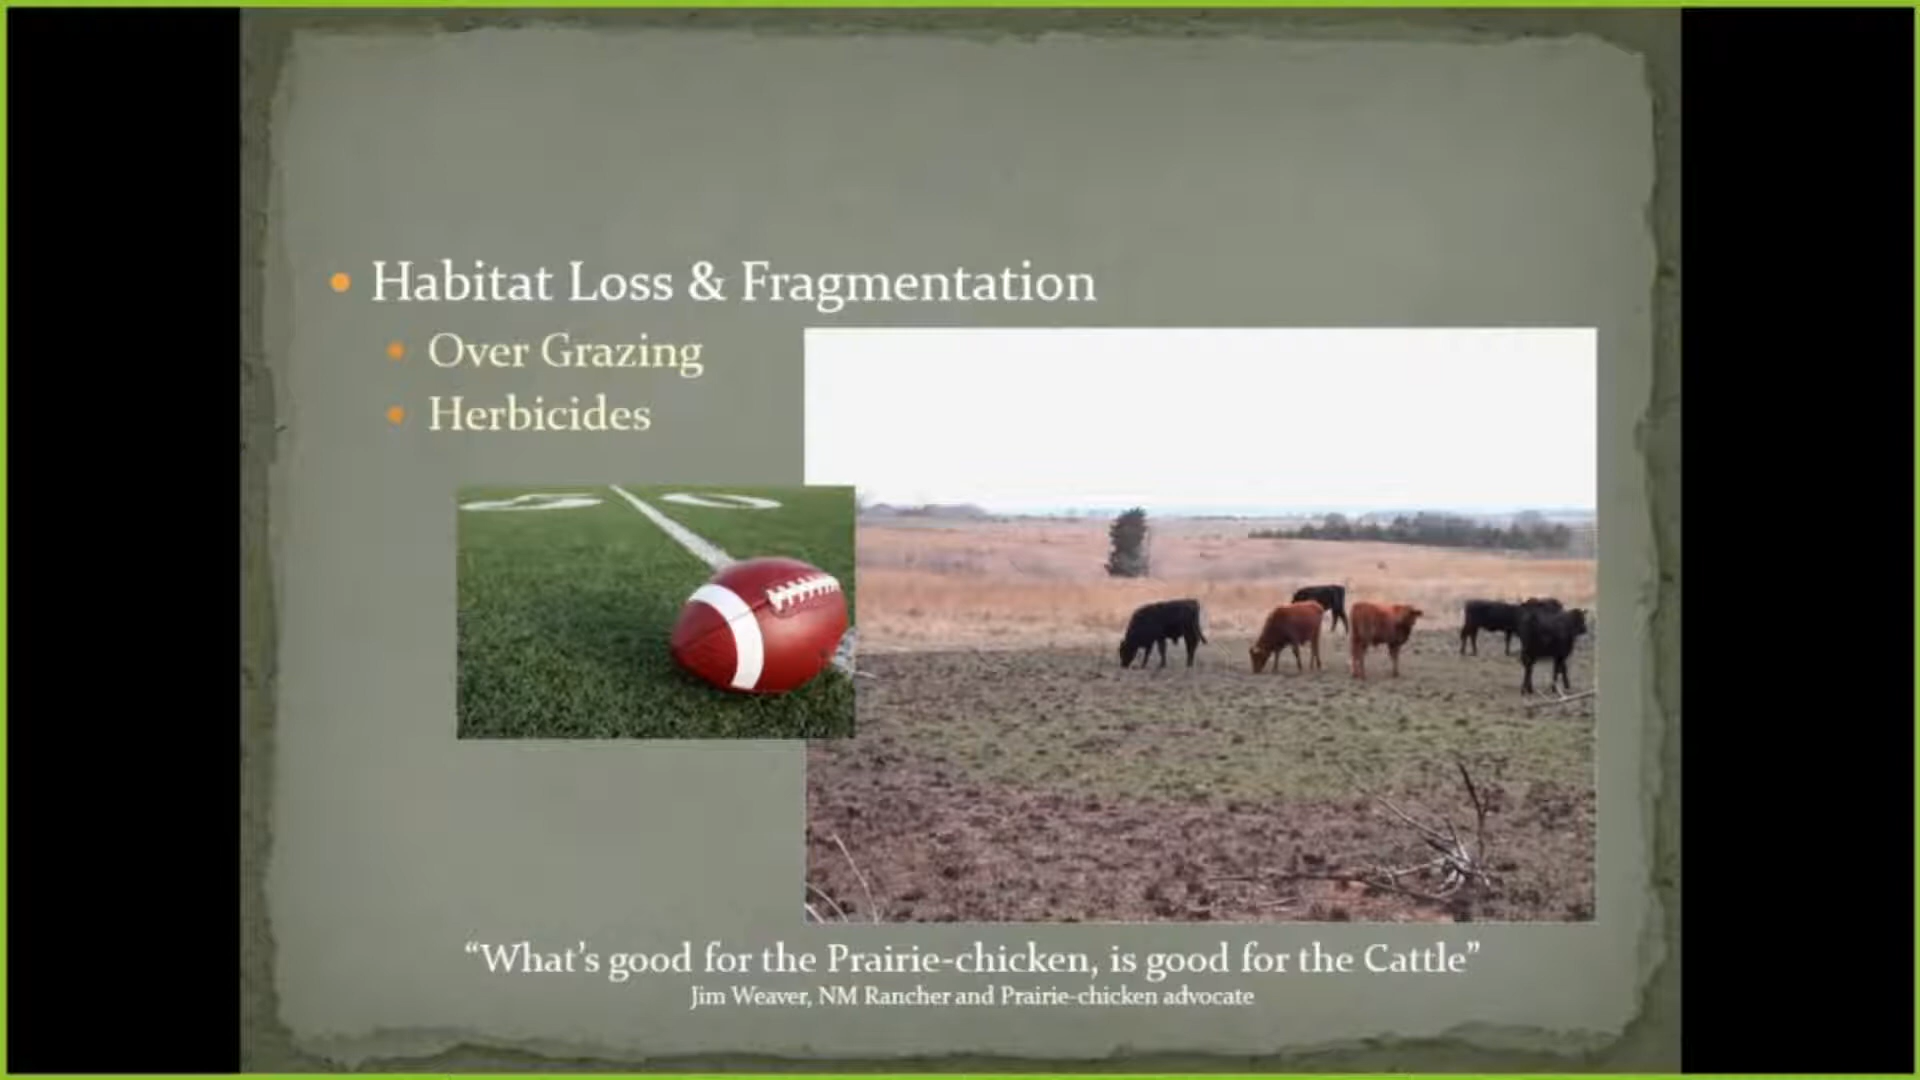 Habitat Loss & Fragmentation
Over Grazing
Herbicides
“What’s good for the Prairie-chicken, is good for the Cattle”
Jim Weaver, NM Rancher and Prairie-chicken advocate